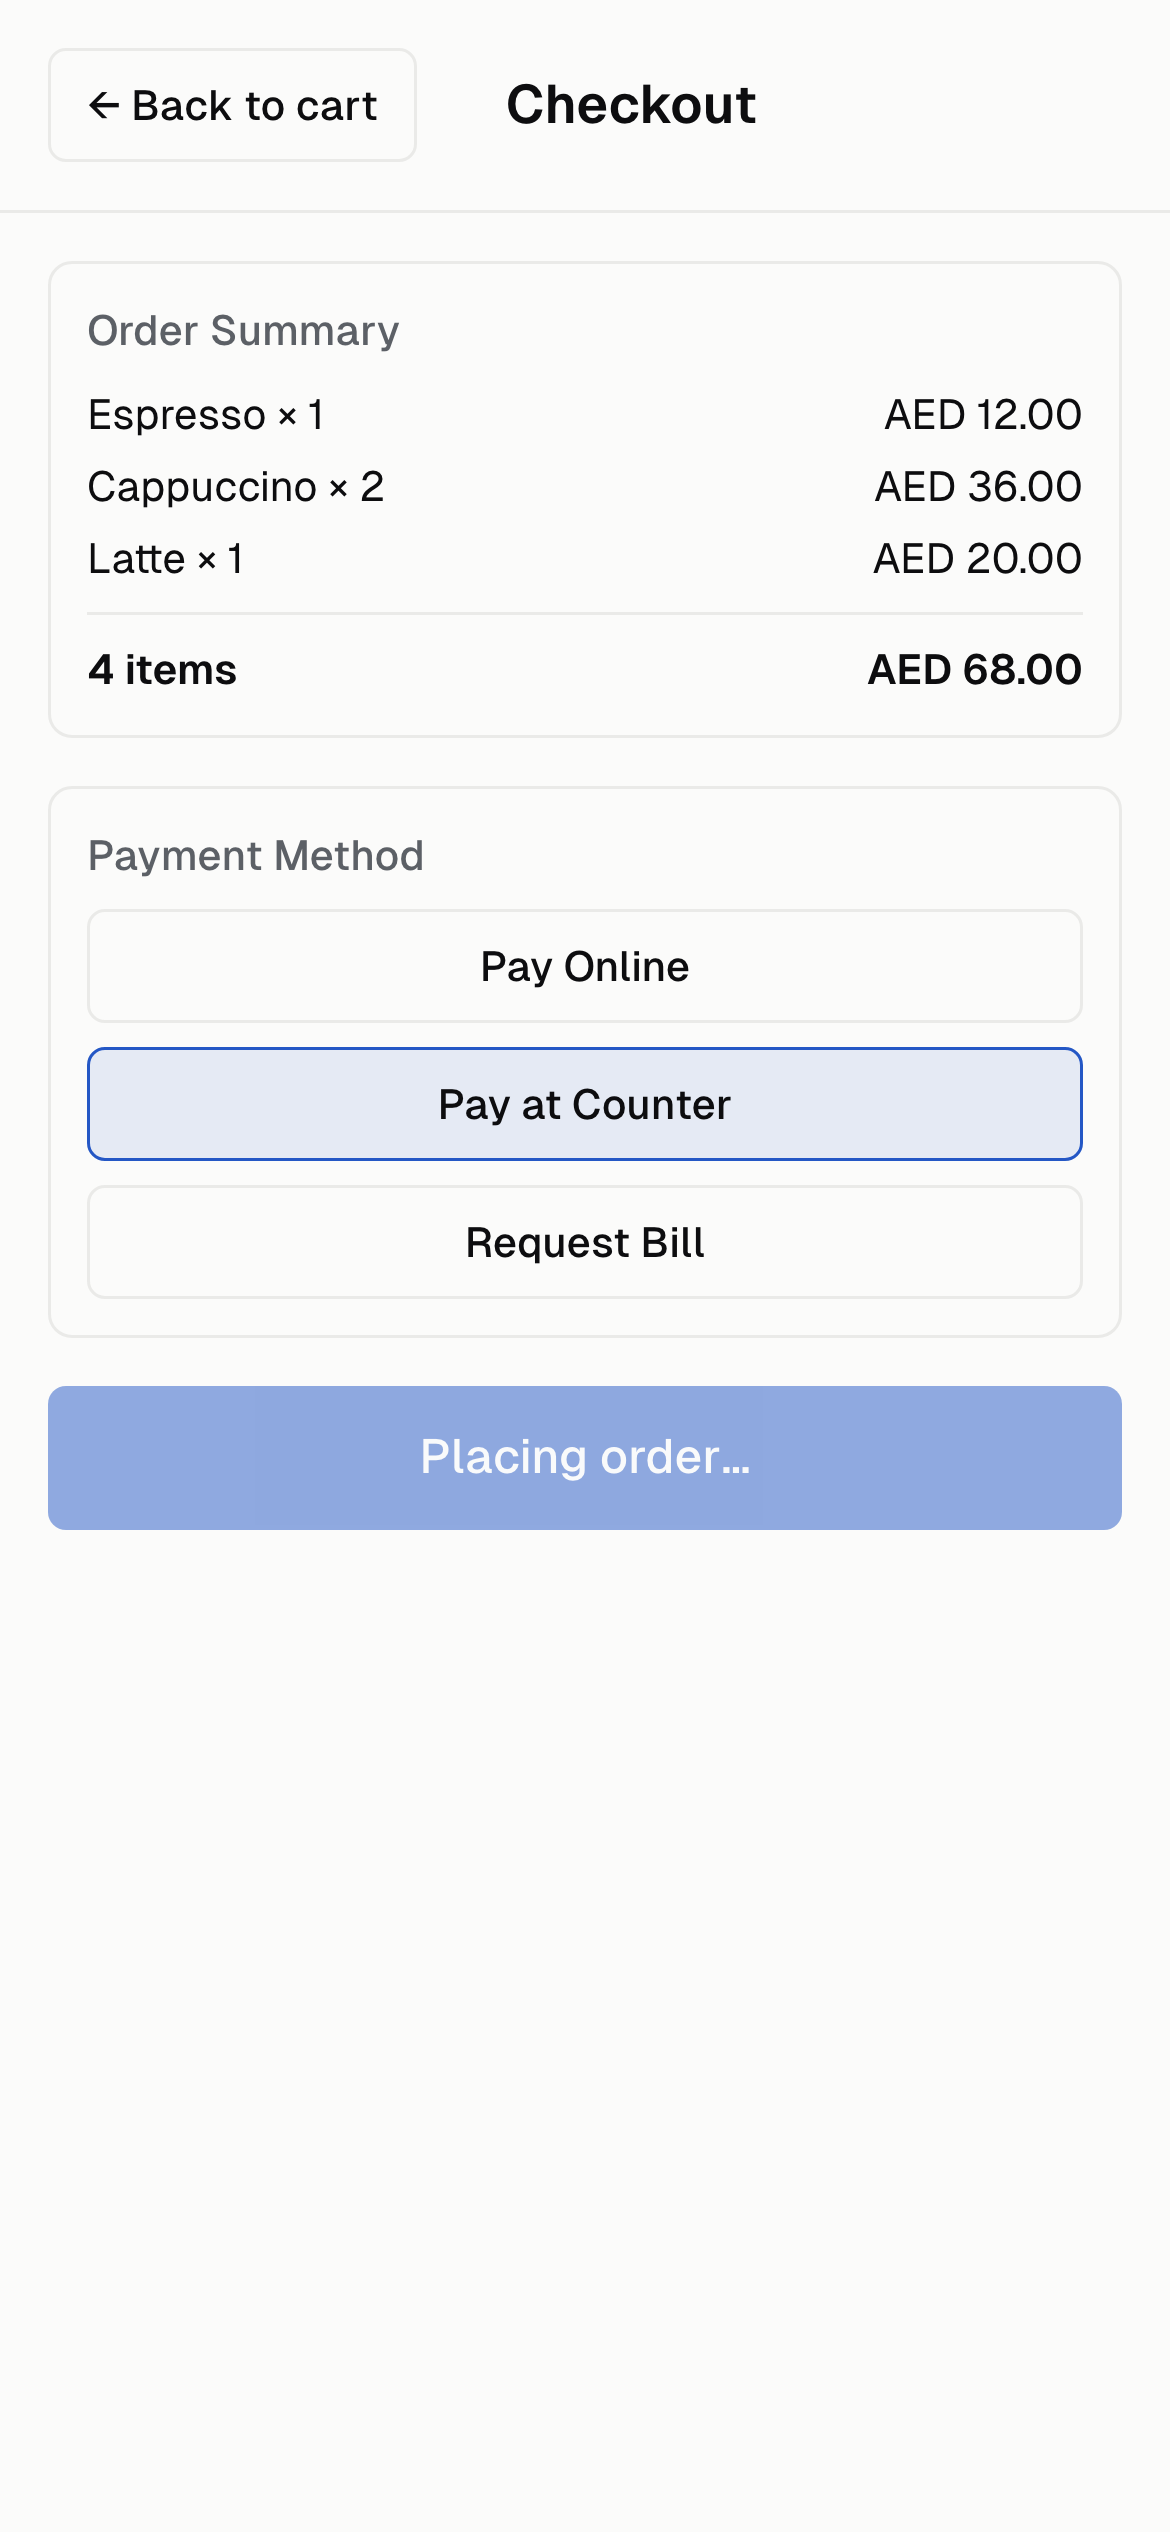 ← Back to cart
Checkout
Order Summary
Espresso × 1 AED 12.00
Cappuccino × 2 AED 36.00
Latte × 1 AED 20.00
4 items AED 68.00
Payment Method
Pay Online
Pay at Counter
Request Bill
Placing order…